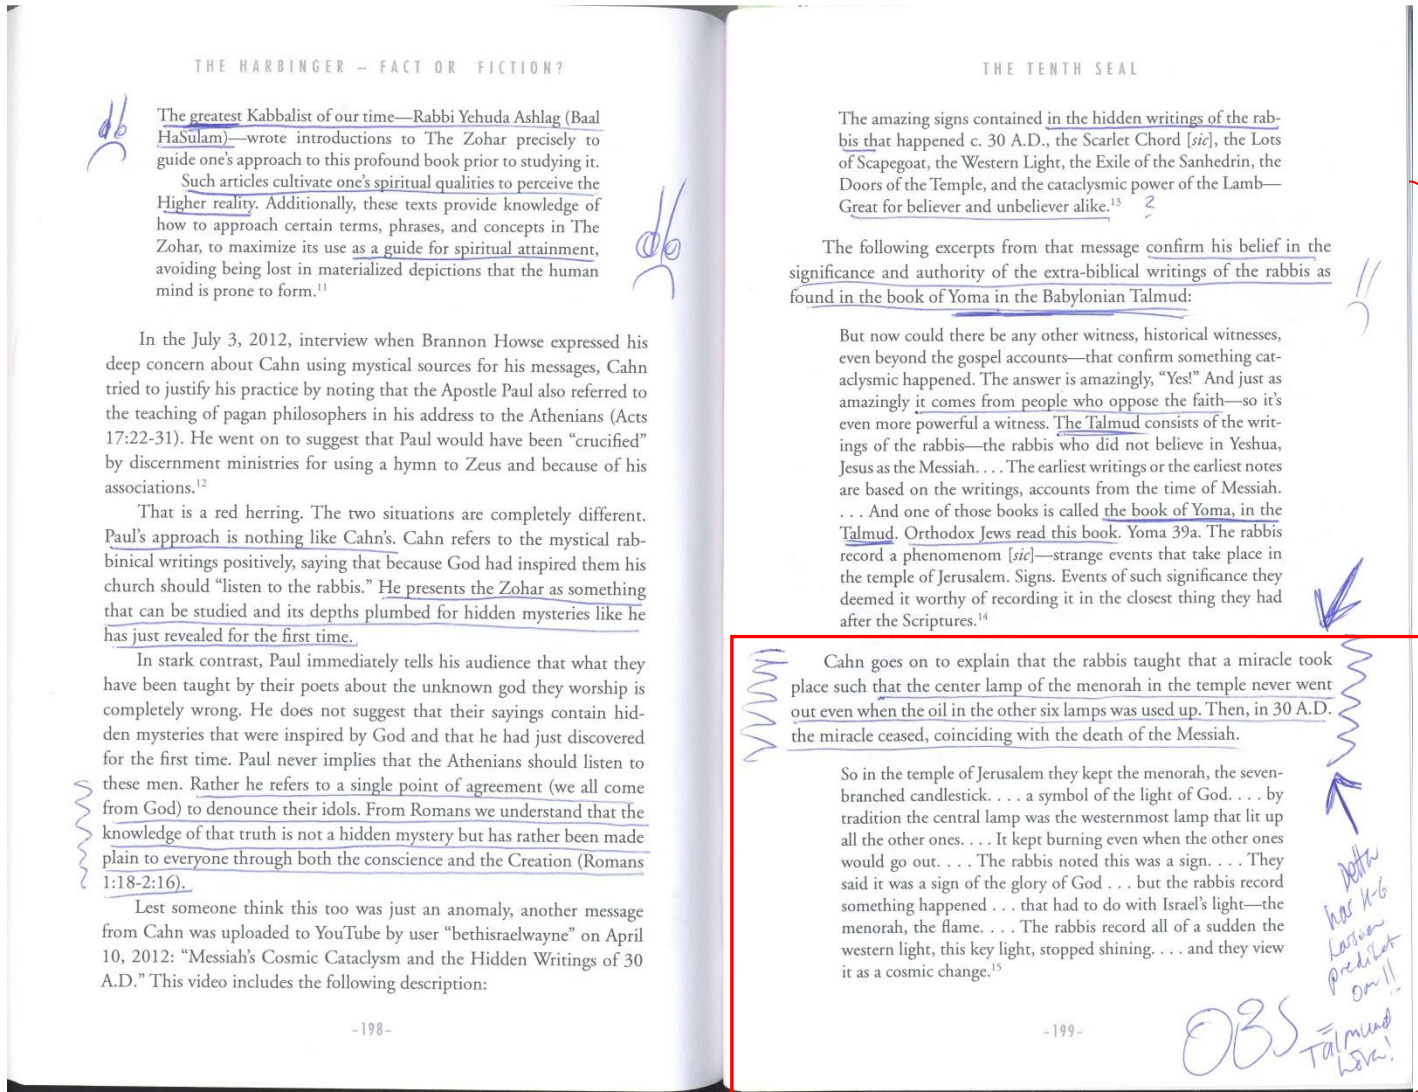 THE HARBINGER – FACT OR FICTION?
The greatest Kabbalist of our time—Rabbi Yehuda Ashlag (Baal
HaSulam)—wrote introductions to The Zohar precisely to
guide one's approach to this profound book prior to studying it.
Such articles cultivate one's spiritual qualities to perceive the
Higher reality. Additionally, these texts provide knowledge of
how to approach certain terms, phrases, and concepts in The
Zohar, to maximize its use as a guide for spiritual attainment,
avoiding being lost in materialized depictions that the human
mind is prone to form.11
In the July 3, 2012, interview when Brannon Howse expressed his
deep concern about Cahn using mystical sources for his messages, Cahn
tried to justify his practice by noting that the Apostle Paul also referred to
the teaching of pagan philosophers in his address to the Athenians (Acts
17:22-31). He went on to suggest that Paul would have been “crucified”
by discernment ministries for using a hymn to Zeus and because of his
associations.12
That is a red herring. The two situations are completely different.
Paul's approach is nothing like Cahn's. Cahn refers to the mystical rab-
binical writings positively, saying that because God had inspired them his
church should “listen to the rabbis.” He presents the Zohar as something
that can be studied and its depths plumbed for hidden mysteries like he
has just revealed for the first time.
In stark contrast, Paul immediately tells his audience that what they
have been taught by their poets about the unknown god they worship is
completely wrong. He does not suggest that their sayings contain hid-
den mysteries that were inspired by God and that he had just discovered
for the first time. Paul never implies that the Athenians should listen to
these men. Rather he refers to a single point of agreement (we all come
from God) to denounce their idols. From Romans we understand that the
knowledge of that truth is not a hidden mystery but has rather been made
plain to everyone through both the conscience and the Creation (Romans
1:18-2:16).
Lest someone think this too was just an anomaly, another message
from Cahn was uploaded to YouTube by user “bethisraelwayne” on April
10, 2012: “Messiah's Cosmic Cataclysm and the Hidden Writings of 30
A.D.” This video includes the following description:
-198-
THE TENTH SEAL
The amazing signs contained in the hidden writings of the rab-
bis that happened c. 30 A.D., the Scarlet Chord [sic], the Lots
of Scapegoat, the Western Light, the Exile of the Sanhedrin, the
Doors of the Temple, and the cataclysmic power of the Lamb—
Great for believer and unbeliever alike.13 ?
The following excerpts from that message confirm his belief in the
significance and authority of the extra-biblical writings of the rabbis as
found in the book of Yoma in the Babylonian Talmud:
!!
But now could there be any other witness, historical witnesses,
even beyond the gospel accounts—that confirm something cat-
aclysmic happened. The answer is amazingly, “Yes!” And just as
amazingly it comes from people who oppose the faith—so it's
even more powerful a witness. The Talmud consists of the writ-
ings of the rabbis—the rabbis who did not believe in Yeshua,
Jesus as the Messiah. . . . The earliest writings or the earliest notes
are based on the writings, accounts from the time of Messiah.
. . . And one of those books is called the book of Yoma, in the
Talmud. Orthodox Jews read this book. Yoma 39a. The rabbis
record a phenomenom [sic]—strange events that take place in
the temple of Jerusalem. Signs. Events of such significance they
deemed it worthy of recording it in the closest thing they had
after the Scriptures.14
Cahn goes on to explain that the rabbis taught that a miracle took
place such that the center lamp of the menorah in the temple never went
out even when the oil in the other six lamps was used up. Then, in 30 A.D.
the miracle ceased, coinciding with the death of the Messiah.
So in the temple of Jerusalem they kept the menorah, the seven-
branched candlestick. . . . a symbol of the light of God. . . . by
tradition the central lamp was the westernmost lamp that lit up
all the other ones. . . . It kept burning even when the other ones
would go out. . . . The rabbis noted this was a sign. . . . They
said it was a sign of the glory of God . . . but the rabbis record
something happened . . . that had to do with Israel's light—the
menorah, the flame. . . . The rabbis record all of a sudden the
western light, this key light, stopped shining. . . . and they view
it as a cosmic change.15
Detta
har K-G
Larsson
predikat
om!!
OBS
=
Talmud
-199-